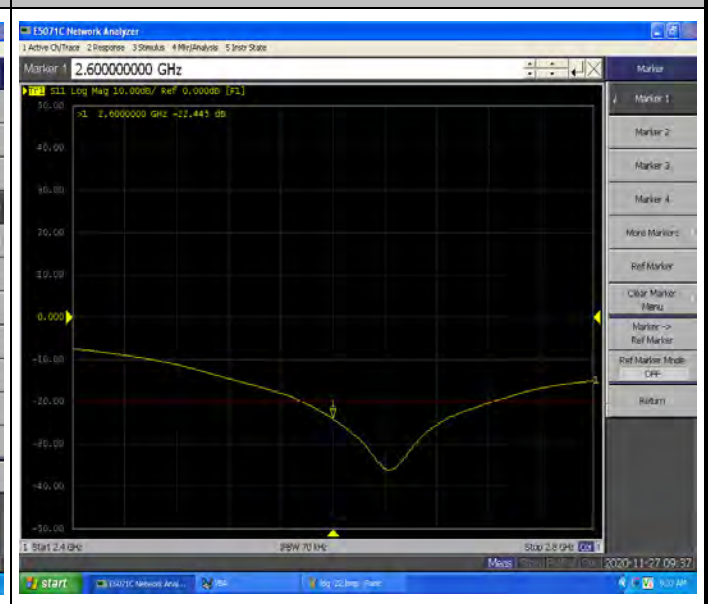 E5071C Network Analyzer
1 Active Ch/Trace 2 Response 3 Stimulus 4 Mkr/Analysis 5 Instr State
Marker 1 2.600000000 GHz
Marker
Tr1 S11 Log Mag 10.00dB/ Ref 0.000dB [F1]
50.00
>1 2.6000000 GHz -22.445 dB
Marker 1
40.00
Marker 2
Marker 3
30.00
Marker 4
20.00
More Markers
10.00
Ref Marker
Clear Marker
Menu
0.000
Marker ->
Ref Marker
-10.00
Ref Marker Mode
OFF
-20.00
Return
1
-30.00
-40.00
-50.00
1 Start 2.4 GHz
IFBW 70 kHz
Stop 2.8 GHz
Meas
2020-11-27 09:37
start
E5071C Network Ana...